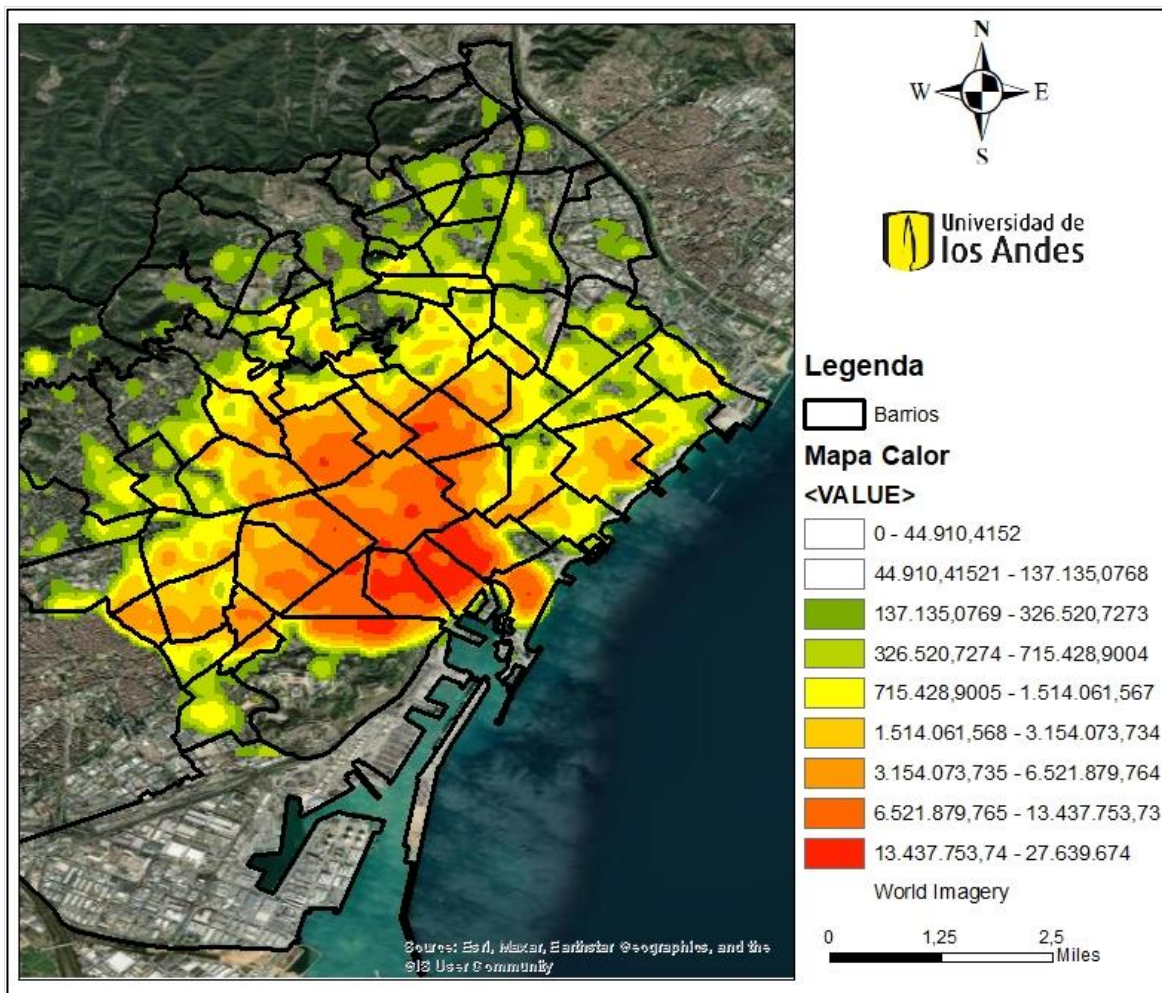 N
W E
S
Universidad de
los Andes
Legenda
Barrios
Mapa Calor
<VALUE>
0 - 44.910,4152
44.910,41521 - 137.135,0768
137.135,0769 - 326.520,7273
326.520,7274 - 715.428,9004
715.428,9005 - 1.514.061,567
1.514.061,568 - 3.154.073,734
3.154.073,735 - 6.521.879,764
6.521.879,765 - 13.437.753,73
13.437.753,74 - 27.639.674
World Imagery
0 1,25 2,5
Miles
Source: Esri, Maxar, Earthstar Geographics, and the
GIS User Community